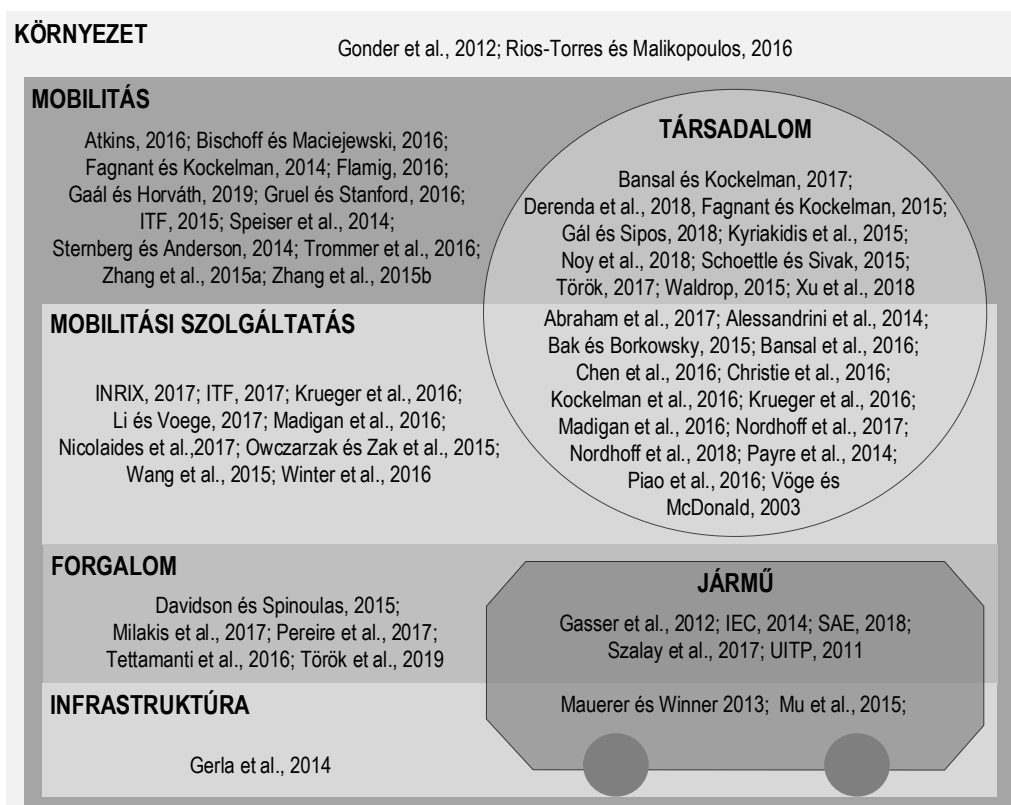 KÖRNYEZET
Gonder et al., 2012; Rios-Torres és Malikopoulos, 2016
MOBILITÁS
Atkins, 2016; Bischoff és Maciejewski, 2016;
Fagnant és Kockelman, 2014; Flamig, 2016;
Gaál és Horváth, 2019; Gruel és Stanford, 2016;
ITF, 2015; Speiser et al., 2014;
Sternberg és Anderson, 2014; Trommer et al., 2016;
Zhang et al., 2015a; Zhang et al., 2015b
TÁRSADALOM
Bansal és Kockelman, 2017;
Derenda et al., 2018, Fagnant és Kockelman, 2015;
Gál és Sipos, 2018; Kyriakidis et al., 2015;
Noy et al., 2018; Schoettle és Sivak, 2015;
Török, 2017; Waldrop, 2015; Xu et al., 2018
Abraham et al., 2017; Alessandrini et al., 2014;
Bak és Borkowsky, 2015; Bansal et al., 2016;
Chen et al., 2016; Christie et al., 2016;
Kockelman et al., 2016; Krueger et al., 2016;
Madigan et al., 2016; Nordhoff et al., 2017;
Nordhoff et al., 2018; Payre et al., 2014;
Piao et al., 2016; Vöge és
McDonald, 2003
MOBILITÁSI SZOLGÁLTATÁS
INRIX, 2017; ITF, 2017; Krueger et al., 2016;
Li és Voege, 2017; Madigan et al., 2016;
Nicolaides et al.,2017; Owczarzak és Zak et al., 2015;
Wang et al., 2015; Winter et al., 2016
FORGALOM
Davidson és Spinoulas, 2015;
Milakis et al., 2017; Pereire et al., 2017;
Tettamanti et al., 2016; Török et al., 2019
JÁRMŰ
Gasser et al., 2012; IEC, 2014; SAE, 2018;
Szalay et al., 2017; UITP, 2011
Mauerer és Winner 2013; Mu et al., 2015;
INFRASTRUKTÚRA
Gerla et al., 2014